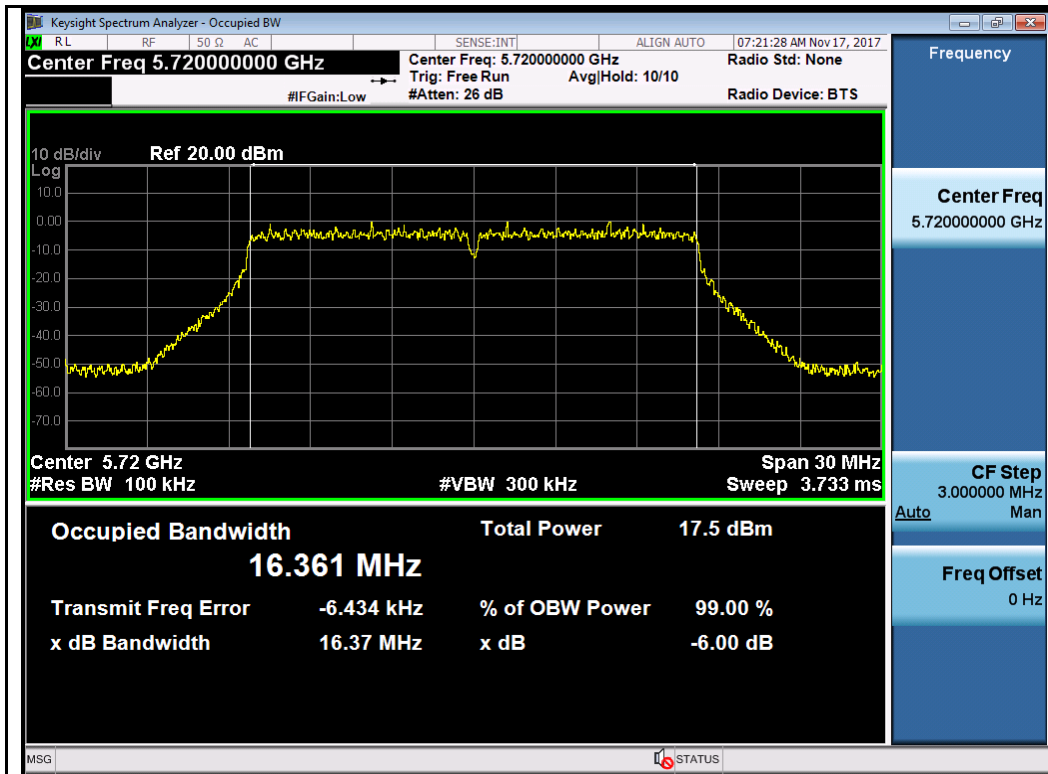 Keysight Spectrum Analyzer - Occupied BW
LXI RL RF 50 Ω AC SENSE:INT ALIGN AUTO 07:21:28 AM Nov 17, 2017
Center Freq 5.720000000 GHz
Center Freq: 5.720000000 GHz Radio Std: None
Trig: Free Run Avg|Hold: 10/10
#IFGain:Low #Atten: 26 dB Radio Device: BTS
10 dB/div Ref 20.00 dBm
Log
10.0
0.00
-10.0
-20.0
-30.0
-40.0
-50.0
-60.0
-70.0
Center 5.72 GHz Span 30 MHz
#Res BW 100 kHz #VBW 300 kHz Sweep 3.733 ms
Occupied Bandwidth Total Power 17.5 dBm
16.361 MHz
Transmit Freq Error -6.434 kHz % of OBW Power 99.00 %
x dB Bandwidth 16.37 MHz x dB -6.00 dB
Frequency
Center Freq
5.720000000 GHz
CF Step
3.000000 MHz
Auto Man
Freq Offset
0 Hz
MSG STATUS